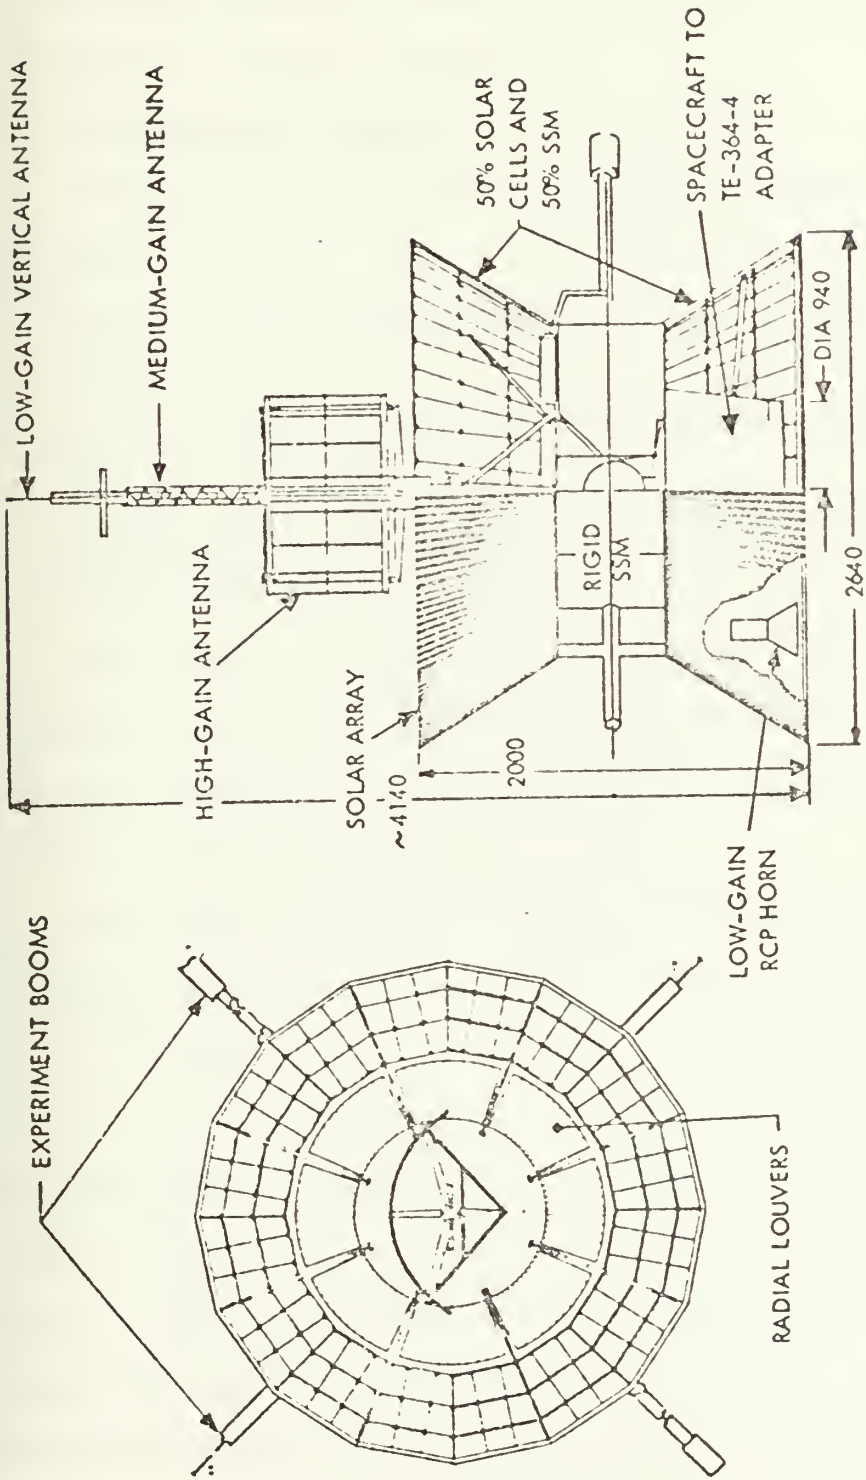 EXPERIMENT BOOMS
RADIAL LOUVERS
LOW-GAIN VERTICAL ANTENNA
MEDIUM-GAIN ANTENNA
HIGH-GAIN ANTENNA
SOLAR ARRAY
~4140
2000
50% SOLAR
CELLS AND
50% SSM
RIGID
SSM
SPACECRAFT TO
TE-364-4
ADAPTER
DIA 940
2640
LOW-GAIN
RCP HORN